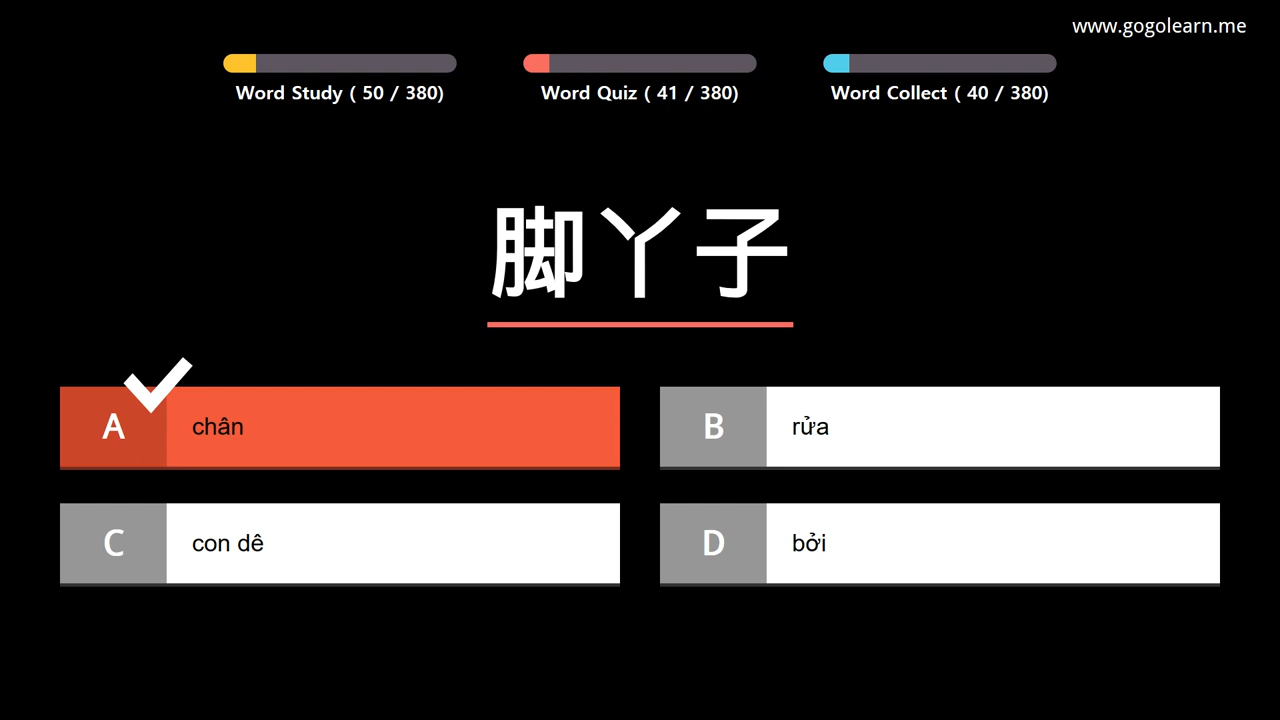 www.gogolearn.me
Word Study ( 50 / 380)
Word Quiz ( 41 / 380)
Word Collect ( 40 / 380)
脚丫子
A chân
B rửa
C con dê
D bởi